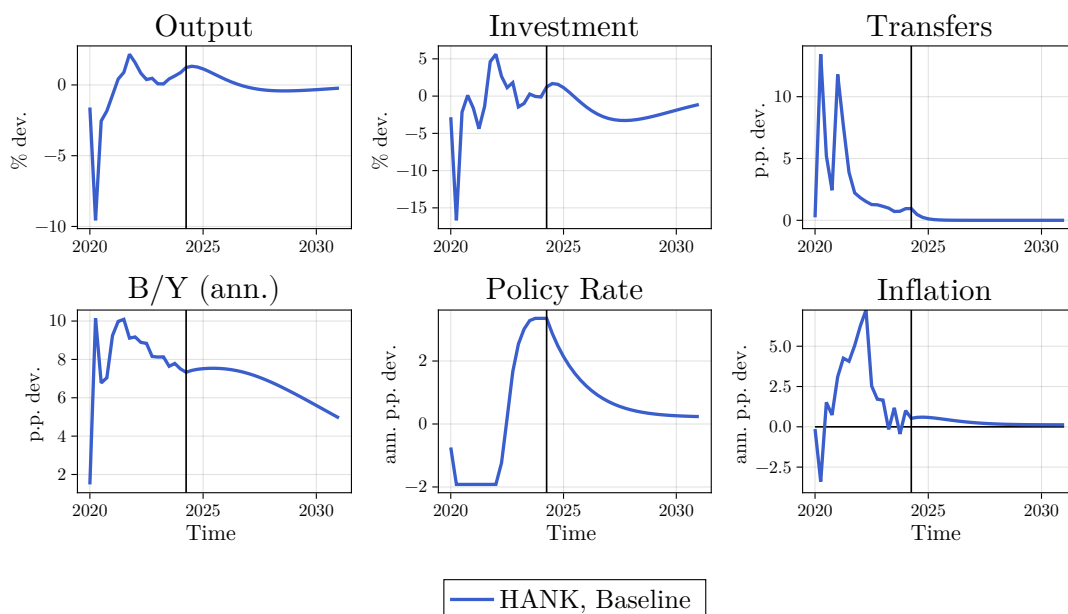 Output
% dev.
0
−5
−10
2020
2025
2030
Investment
% dev.
5
0
−5
−10
−15
2020
2025
2030
Transfers
p.p. dev.
10
5
0
2020
2025
2030
B/Y (ann.)
p.p. dev.
10
8
6
4
2
2020
2025
2030
Time
Policy Rate
ann. p.p. dev.
2
0
−2
2020
2025
2030
Time
Inflation
ann. p.p. dev.
5.0
2.5
0.0
−2.5
2020
2025
2030
Time
HANK, Baseline